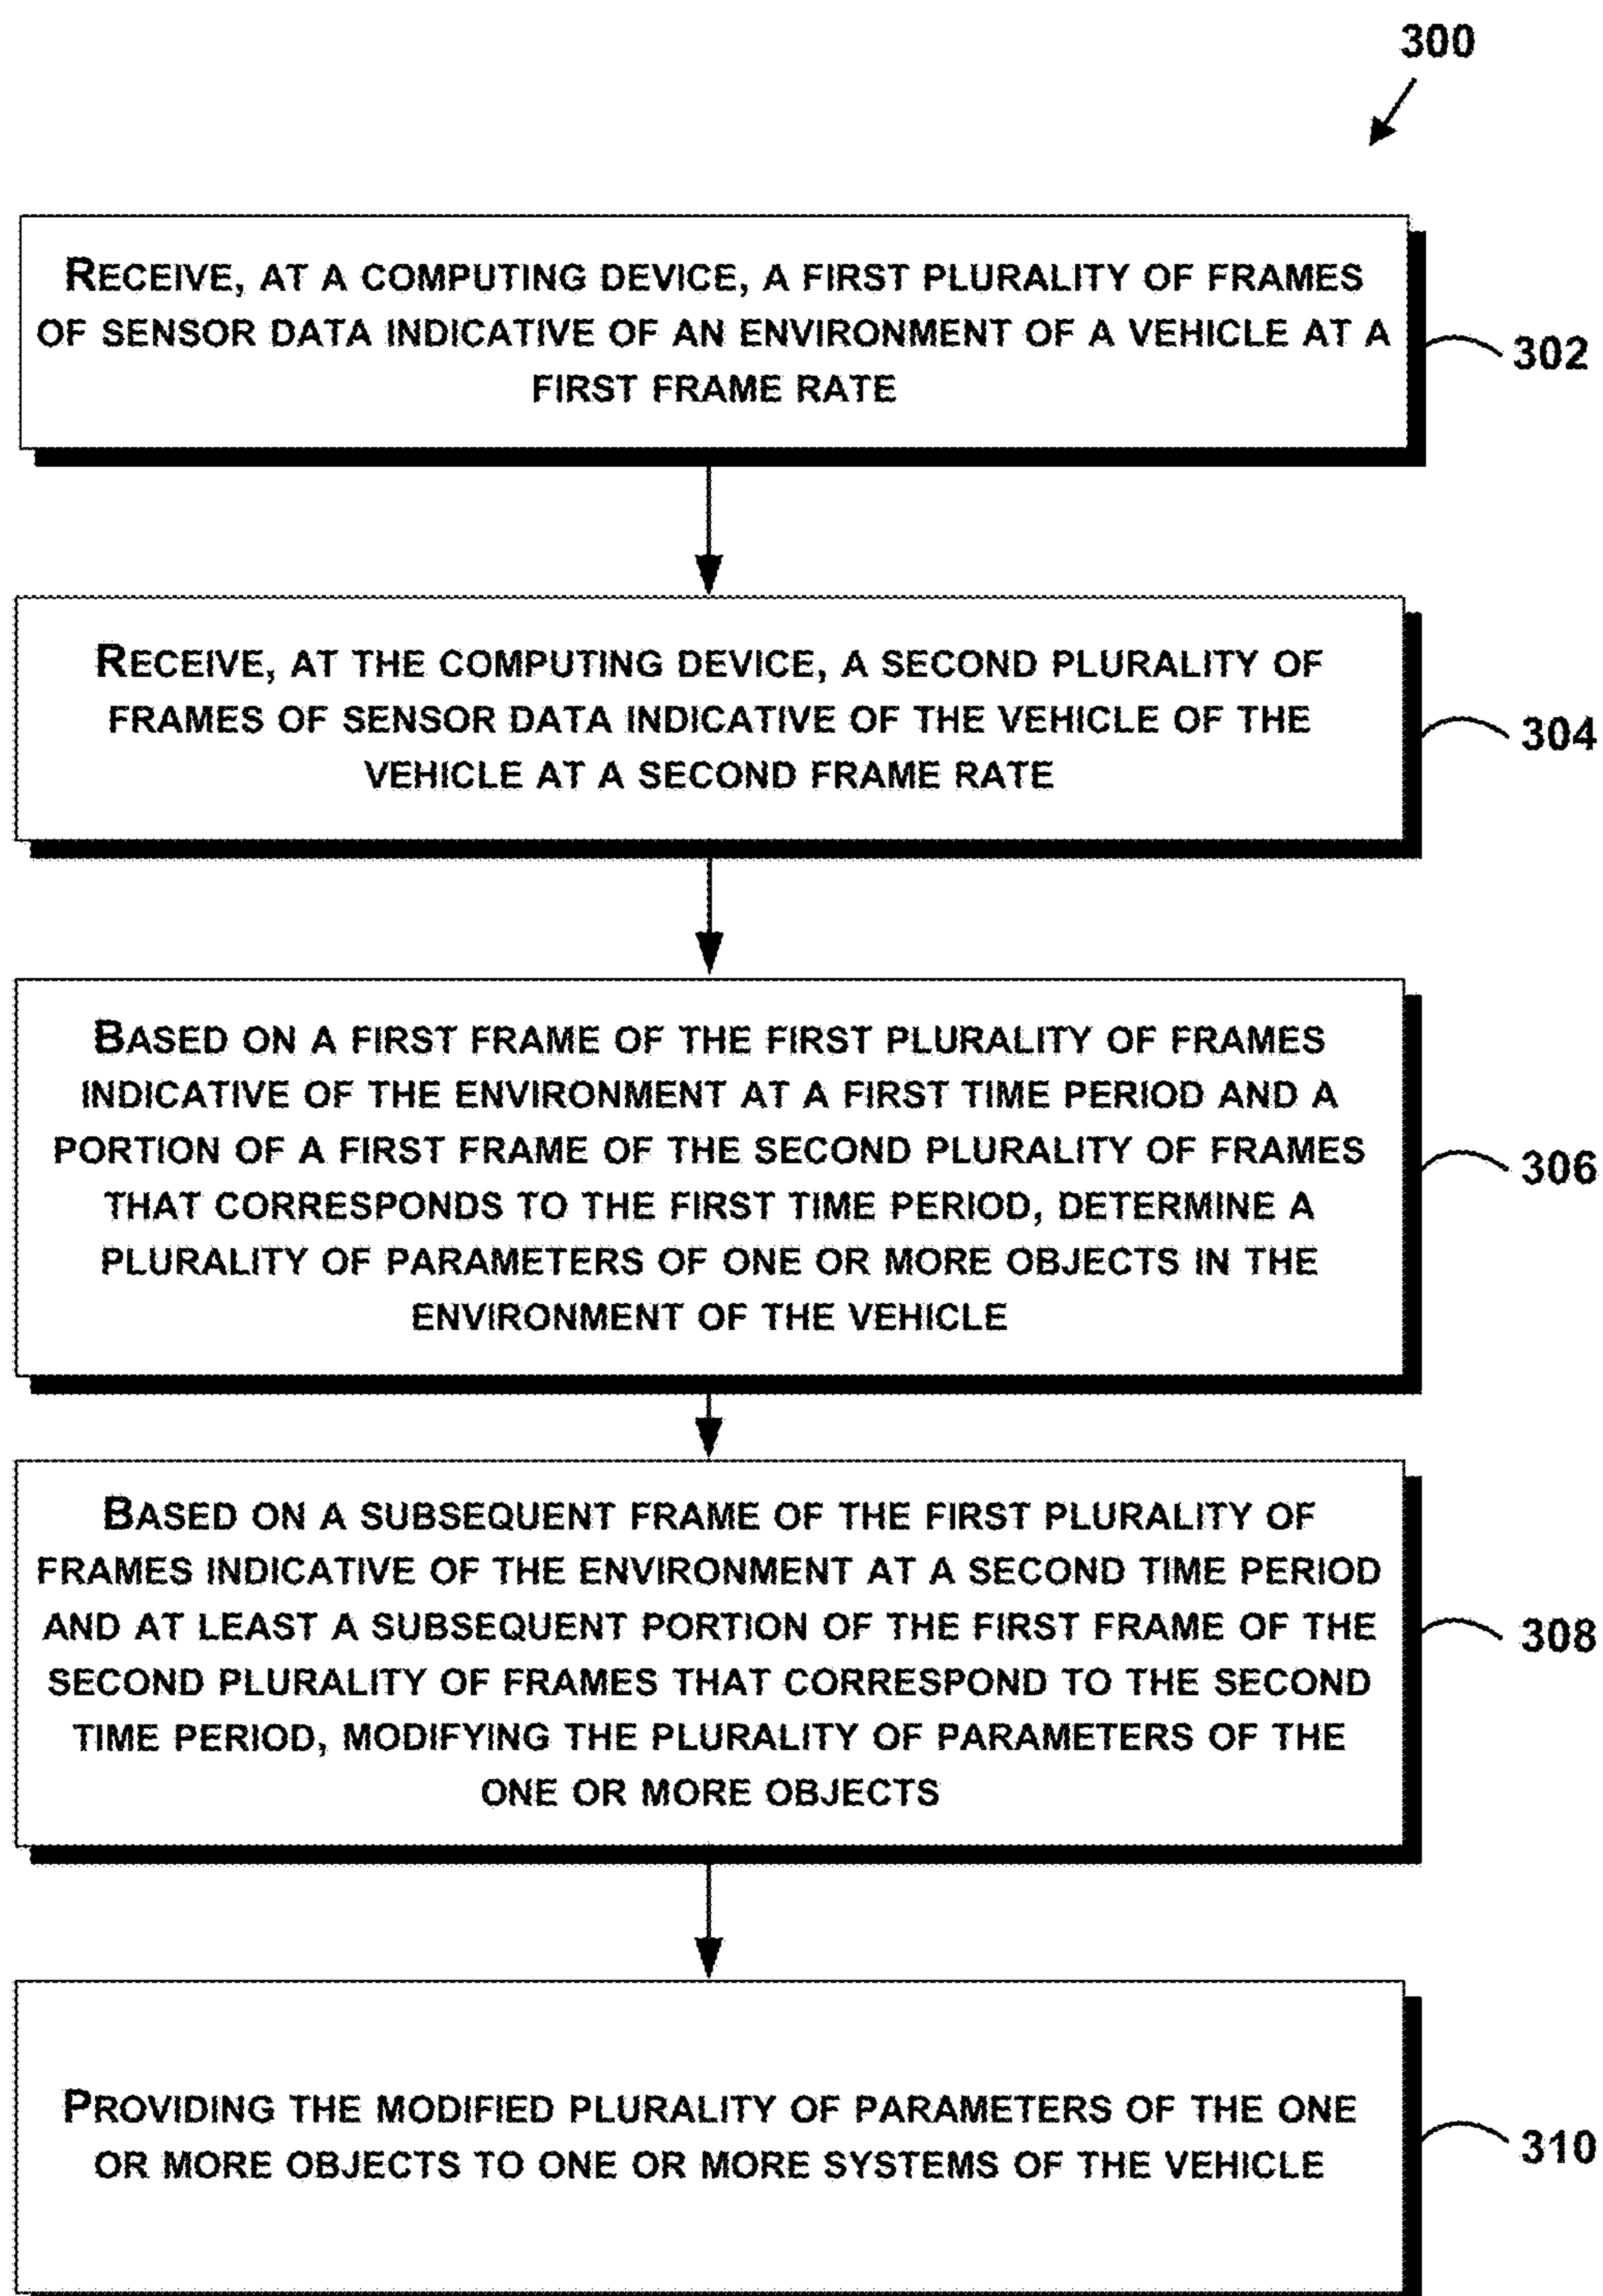 300
RECEIVE, AT A COMPUTING DEVICE, A FIRST PLURALITY OF FRAMES
OF SENSOR DATA INDICATIVE OF AN ENVIRONMENT OF A VEHICLE AT A
FIRST FRAME RATE
302
RECEIVE, AT THE COMPUTING DEVICE, A SECOND PLURALITY OF
FRAMES OF SENSOR DATA INDICATIVE OF THE VEHICLE OF THE
VEHICLE AT A SECOND FRAME RATE
304
BASED ON A FIRST FRAME OF THE FIRST PLURALITY OF FRAMES
INDICATIVE OF THE ENVIRONMENT AT A FIRST TIME PERIOD AND A
PORTION OF A FIRST FRAME OF THE SECOND PLURALITY OF FRAMES
THAT CORRESPONDS TO THE FIRST TIME PERIOD, DETERMINE A
PLURALITY OF PARAMETERS OF ONE OR MORE OBJECTS IN THE
ENVIRONMENT OF THE VEHICLE
306
BASED ON A SUBSEQUENT FRAME OF THE FIRST PLURALITY OF
FRAMES INDICATIVE OF THE ENVIRONMENT AT A SECOND TIME PERIOD
AND AT LEAST A SUBSEQUENT PORTION OF THE FIRST FRAME OF THE
SECOND PLURALITY OF FRAMES THAT CORRESPOND TO THE SECOND
TIME PERIOD, MODIFYING THE PLURALITY OF PARAMETERS OF THE
ONE OR MORE OBJECTS
308
PROVIDING THE MODIFIED PLURALITY OF PARAMETERS OF THE ONE
OR MORE OBJECTS TO ONE OR MORE SYSTEMS OF THE VEHICLE
310